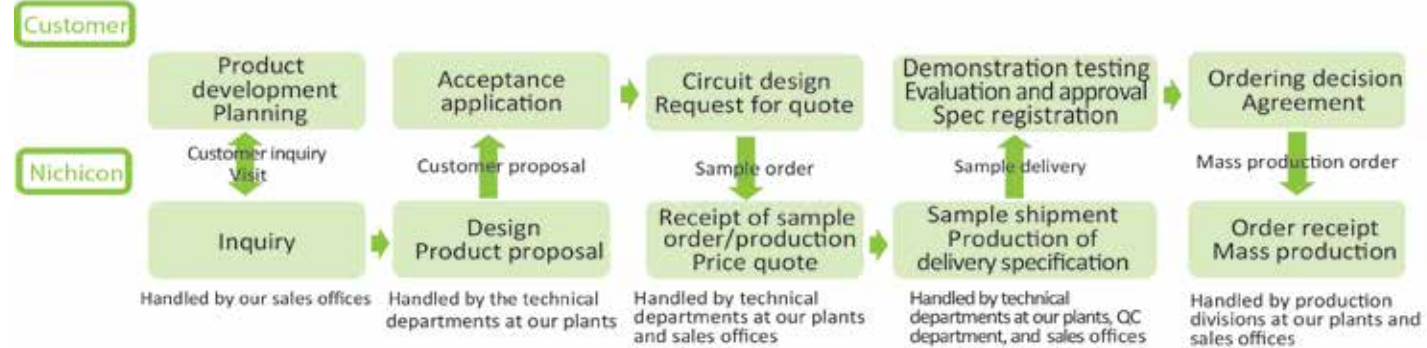 Customer
Product
development
Planning
Acceptance
application
Circuit design
Request for quote
Demonstration testing
Evaluation and approval
Spec registration
Ordering decision
Agreement
Nichicon
Customer inquiry
Visit
Customer proposal
Sample order
Sample delivery
Mass production order
Inquiry
Design
Product proposal
Receipt of sample
order/production
Price quote
Sample shipment
Production of
delivery specification
Order receipt
Mass production
Handled by our sales offices
Handled by the technical
departments at our plants
Handled by technical
departments at our plants
and sales offices
Handled by technical
departments at our plants, QC
department, and sales offices
Handled by production
divisions at our plants and
sales offices